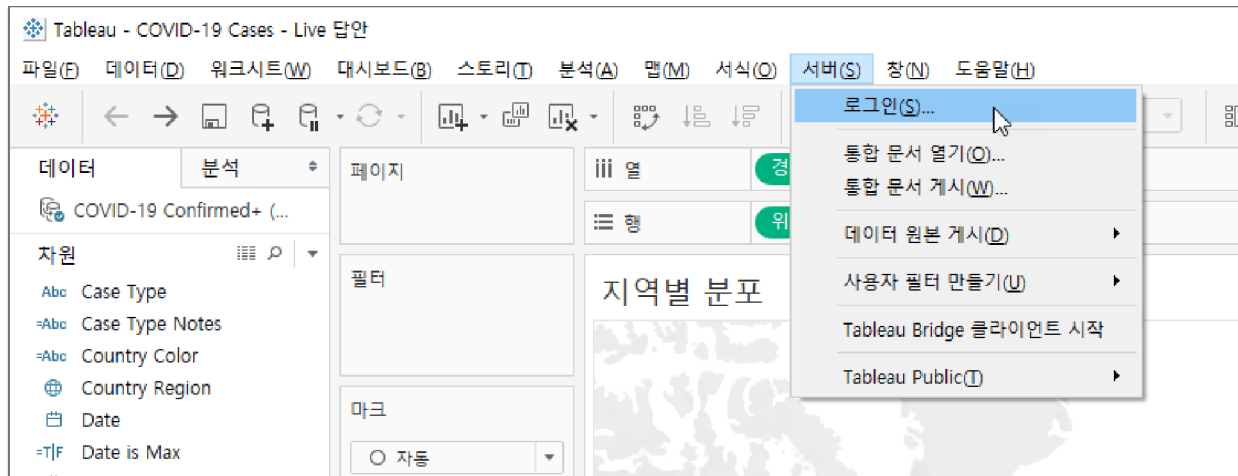 Tableau - COVID-19 Cases - Live 답안
파일(F) 데이터(D) 워크시트(W) 대시보드(B) 스토리(T) 분석(A) 맵(M) 서식(O) 서버(S) 창(N) 도움말(H)
로그인(S)...
통합 문서 열기(O)...
통합 문서 게시(W)...
데이터 원본 게시(D)
사용자 필터 만들기(U)
Tableau Bridge 클라이언트 시작
Tableau Public(T)
데이터 분석
COVID-19 Confirmed+ (...
차원
Abc Case Type
=Abc Case Type Notes
=Abc Country Color
Country Region
Date
=T|F Date is Max
페이지
필터
마크
자동
열 경
행 위
지역별 분포